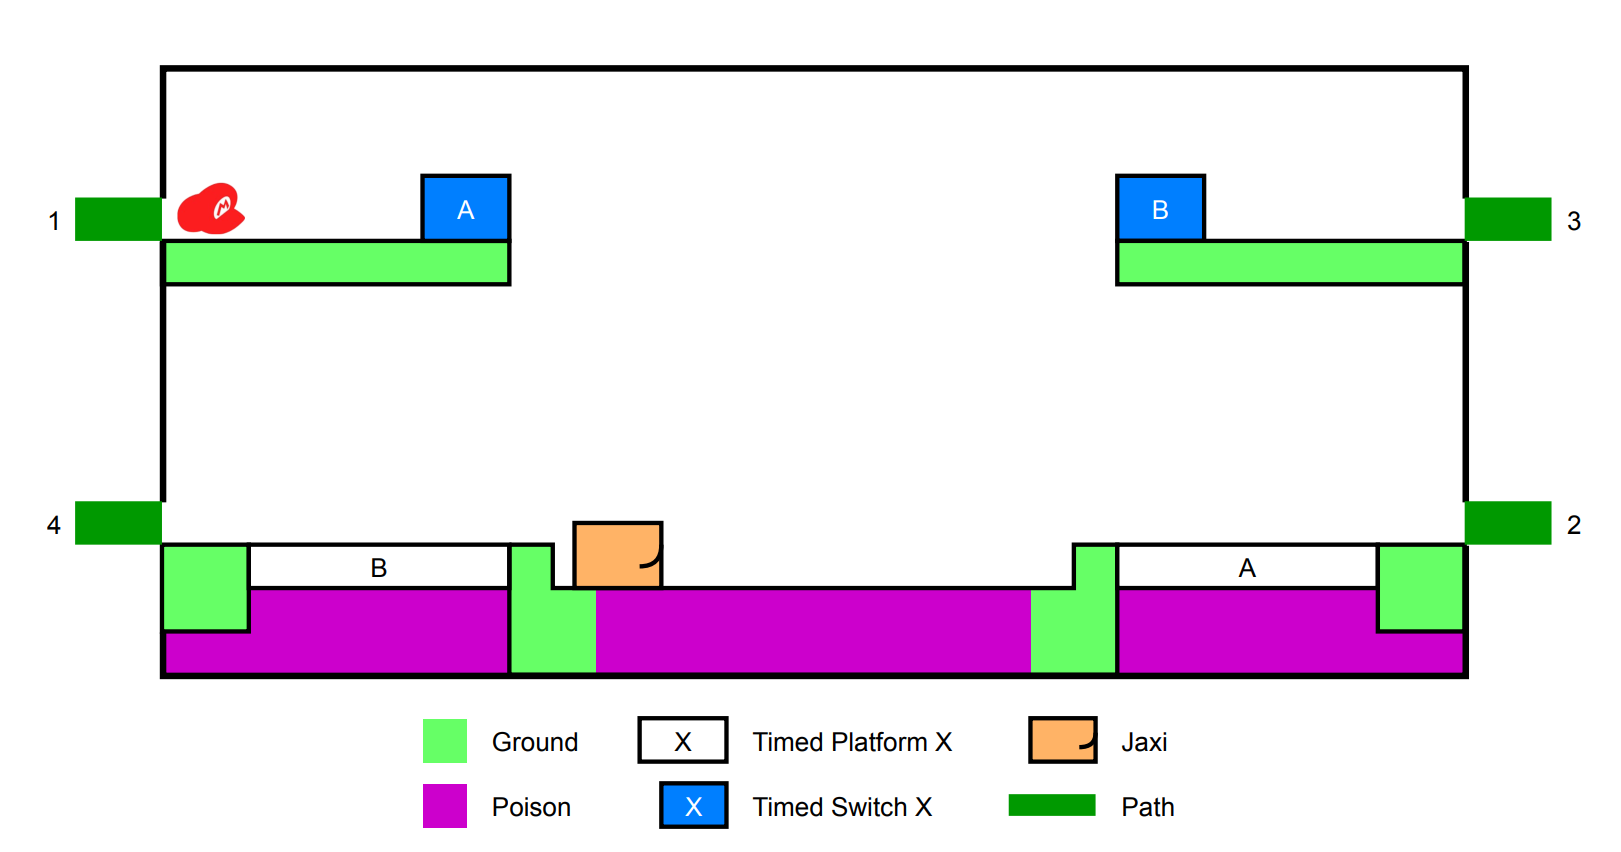 A
B
1
3
M
4
2
B
A
Ground
X
Timed Platform X
Jaxi
Poison
X
Timed Switch X
Path